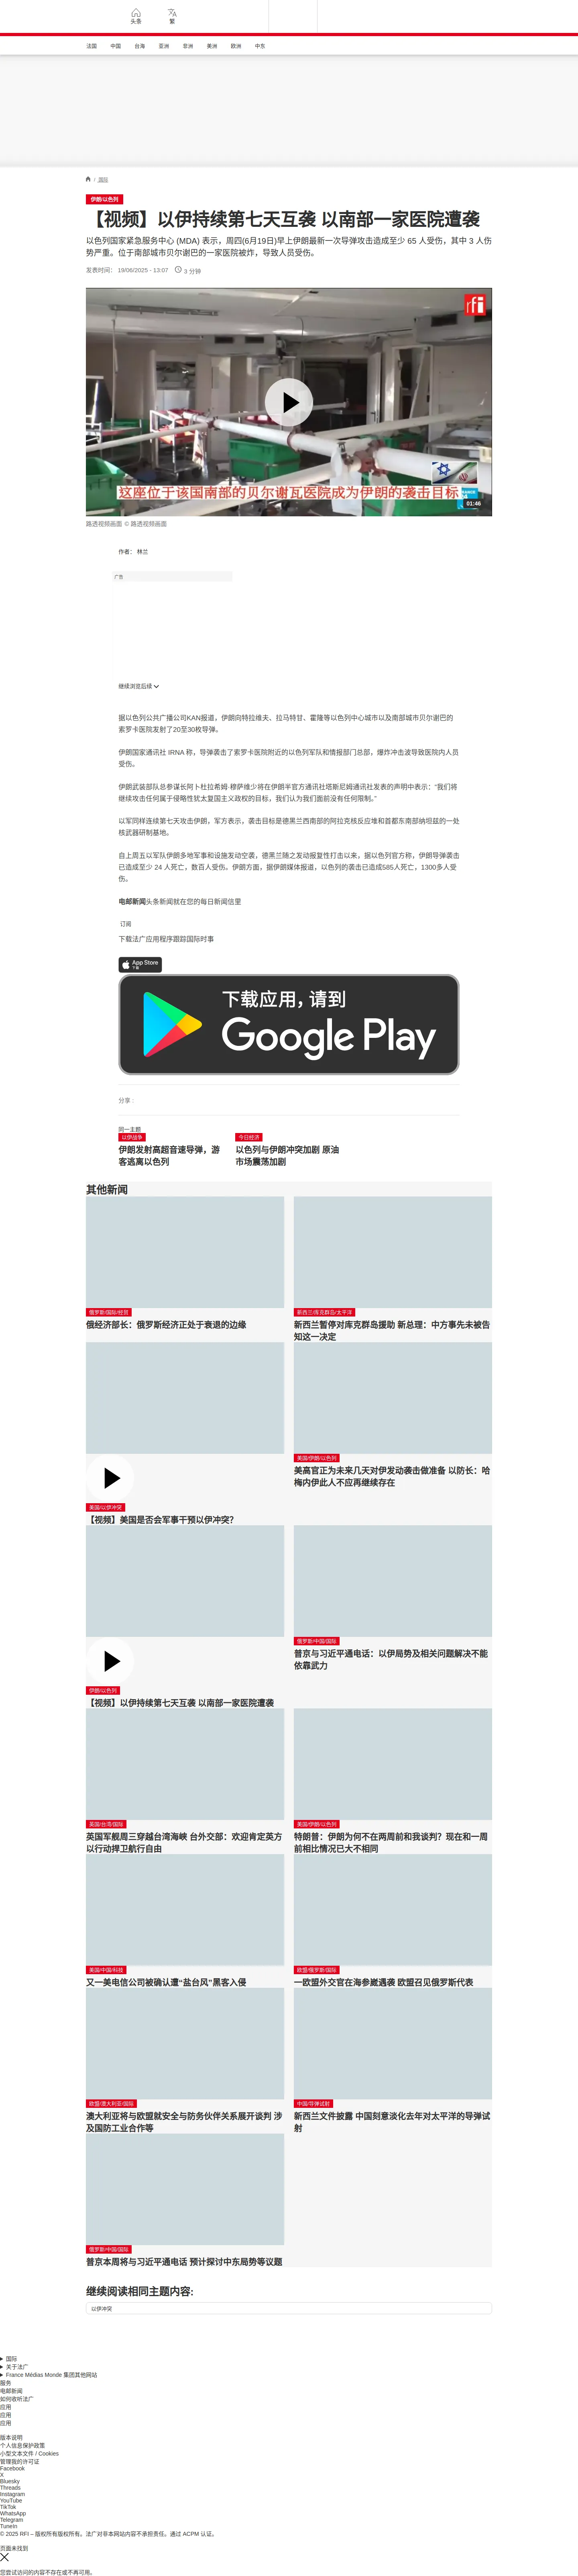 头条
繁
法国
中国
台海
亚洲
非洲
美洲
欧洲
中东
/ 国际
伊朗/以色列
【视频】以伊持续第七天互袭 以南部一家医院遭袭
以色列国家紧急服务中心 (MDA) 表示，周四(6月19日)早上伊朗最新一次导弹攻击造成至少 65 人受伤，其中 3 人伤
势严重。位于南部城市贝尔谢巴的一家医院被炸，导致人员受伤。
发表时间： 19/06/2025 - 13:07
3 分钟
rfi
这座位于该国南部的贝尔谢瓦医院成为伊朗的袭击目标
01:46
路透视频画面 © 路透视频画面
作者： 林兰
广告
继续浏览后续
据以色列公共广播公司KAN报道，伊朗向特拉维夫、拉马特甘、霍隆等以色列中心城市以及南部城市贝尔谢巴的
索罗卡医院发射了20至30枚导弹。
伊朗国家通讯社 IRNA 称，导弹袭击了索罗卡医院附近的以色列军队和情报部门总部，爆炸冲击波导致医院内人员
受伤。
伊朗武装部队总参谋长阿卜杜拉希姆·穆萨维少将在伊朗半官方通讯社塔斯尼姆通讯社发表的声明中表示：“我们将
继续攻击任何属于侵略性犹太复国主义政权的目标，我们认为我们面前没有任何限制。”
以军同样连续第七天攻击伊朗，军方表示，袭击目标是德黑兰西南部的阿拉克核反应堆和首都东南部纳坦兹的一处
核武器研制基地。
自上周五以军队伊朗多地军事和设施发动空袭，德黑兰随之发动报复性打击以来，据以色列官方称，伊朗导弹袭击
已造成至少 24 人死亡，数百人受伤。伊朗方面，据伊朗媒体报道，以色列的袭击已造成585人死亡，1300多人受
伤。
电邮新闻头条新闻就在您的每日新闻信里
订阅
下载法广应用程序跟踪国际时事
App Store
下载
下载应用，请到
Google Play
分享 :
同一主题
以伊战争
伊朗发射高超音速导弹，游
客逃离以色列
今日经济
以色列与伊朗冲突加剧 原油
市场震荡加剧
其他新闻
俄罗斯/国际/经贸
俄经济部长：俄罗斯经济正处于衰退的边缘
新西兰/库克群岛/太平洋
新西兰暂停对库克群岛援助 新总理：中方事先未被告
知这一决定
美国/以伊冲突
【视频】美国是否会军事干预以伊冲突？
美国/伊朗/以色列
美高官正为未来几天对伊发动袭击做准备 以防长：哈
梅内伊此人不应再继续存在
伊朗/以色列
【视频】以伊持续第七天互袭 以南部一家医院遭袭
俄罗斯/中国/国际
普京与习近平通电话：以伊局势及相关问题解决不能
依靠武力
英国/台湾/国际
英国军舰周三穿越台湾海峡 台外交部：欢迎肯定英方
以行动捍卫航行自由
美国/伊朗/以色列
特朗普：伊朗为何不在两周前和我谈判？现在和一周
前相比情况已大不相同
美国/中国/科技
又一美电信公司被确认遭“盐台风”黑客入侵
欧盟/俄罗斯/国际
一欧盟外交官在海参崴遇袭 欧盟召见俄罗斯代表
欧盟/澳大利亚/国际
澳大利亚将与欧盟就安全与防务伙伴关系展开谈判 涉
及国防工业合作等
中国/导弹试射
新西兰文件披露 中国刻意淡化去年对太平洋的导弹试
射
俄罗斯/中国/国际
普京本周将与习近平通电话 预计探讨中东局势等议题
继续阅读相同主题内容:
以伊冲突
国际
关于法广
France Médias Monde 集团其他网站
服务
电邮新闻
如何收听法广
应用
应用
应用
版本说明
个人信息保护政策
小型文本文件 / Cookies
管理我的许可证
Facebook
X
Bluesky
Threads
Instagram
YouTube
TikTok
WhatsApp
Telegram
TuneIn
© 2025 RFI – 版权所有版权所有。法广对非本网站内容不承担责任。通过 ACPM 认证。
页面未找到
您尝试访问的内容不存在或不再可用。